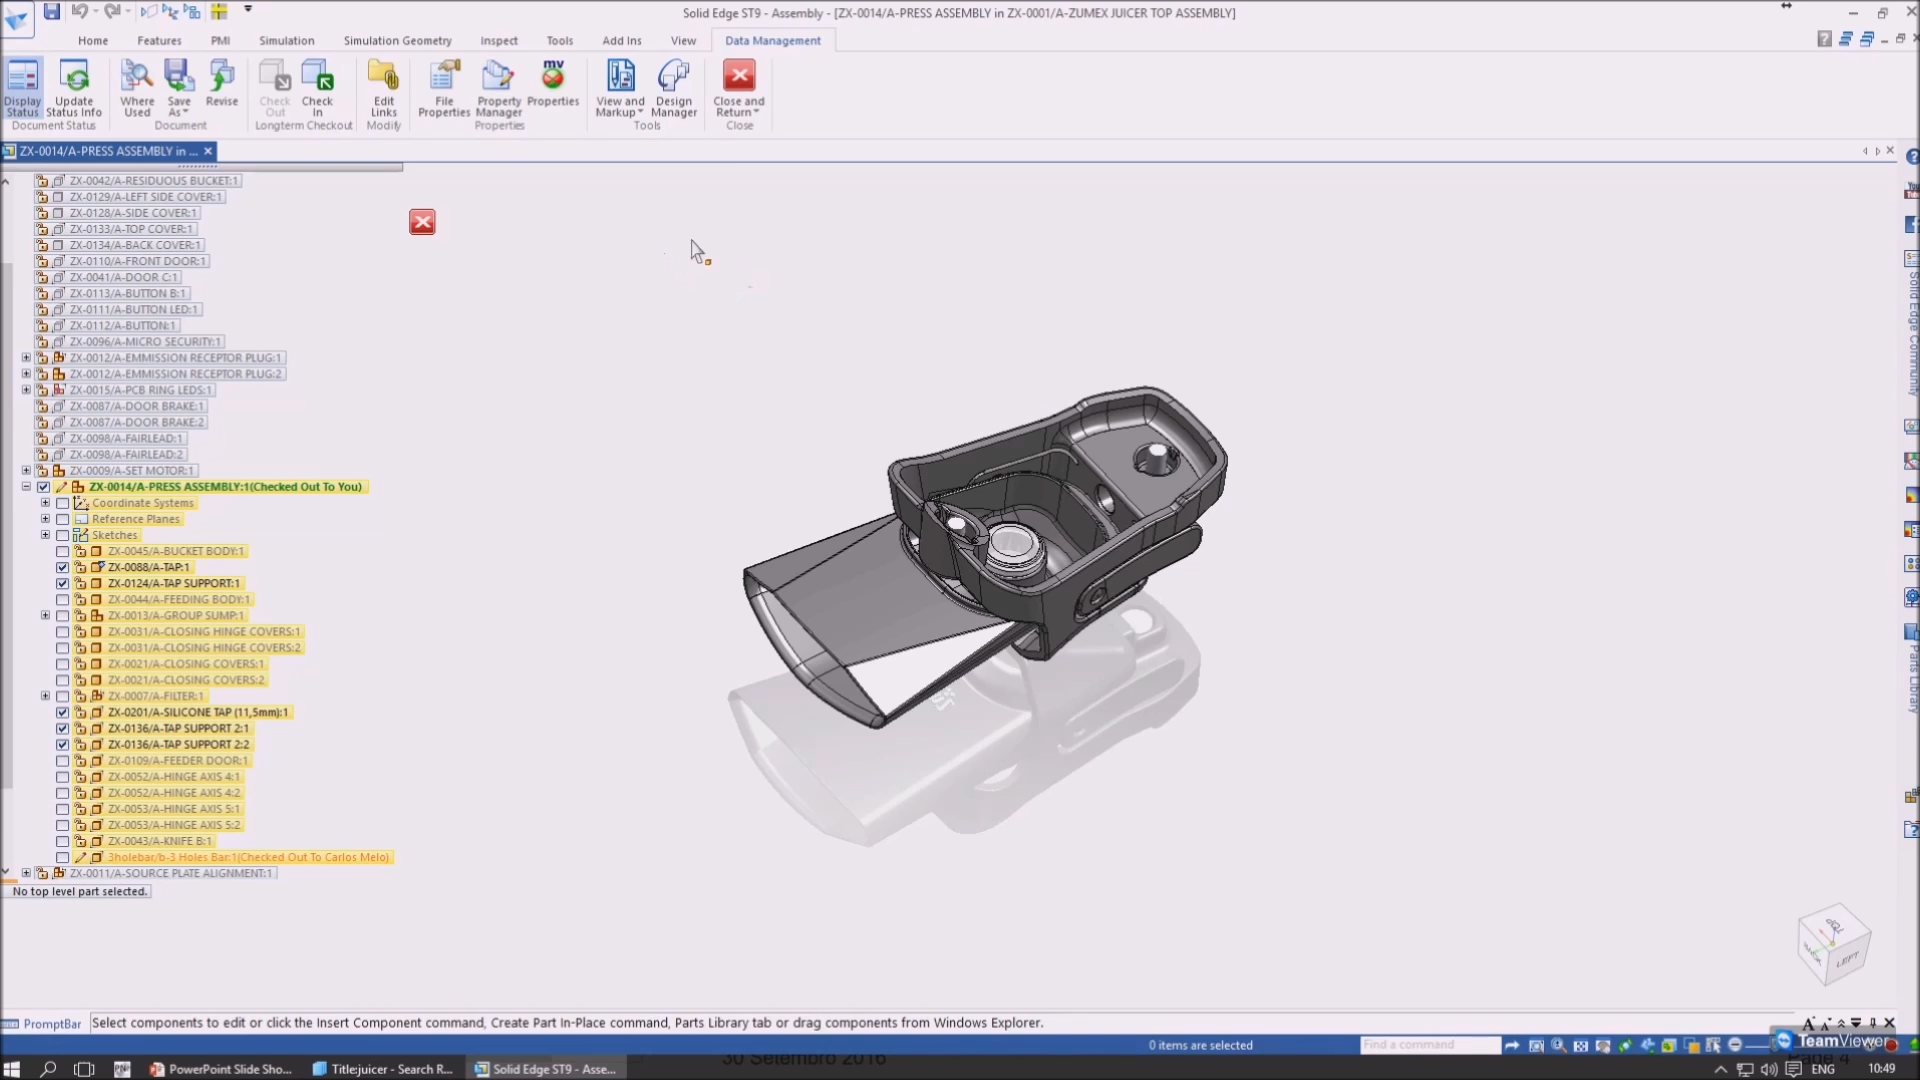 Solid Edge ST9 - Assembly - [ZX-0014/A-PRESS ASSEMBLY in ZX-0001/A-ZUMEX JUICER TOP ASSEMBLY]
Home Features PMI Simulation Simulation Geometry Inspect Tools Add Ins View Data Management
Display Status
Update Status Info
Document Status
Where Used
Save As
Revise
Document
Check Out
Check In
Longterm Checkout
Edit Links
Modify
File Properties
Property Manager
mv
Properties
Properties
View and Markup
Design Manager
Tools
Close and Return
Close
ZX-0014/A-PRESS ASSEMBLY in ...
ZX-0042/A-RESIDUOUS BUCKET:1
ZX-0129/A-LEFT SIDE COVER:1
ZX-0128/A-SIDE COVER:1
ZX-0133/A-TOP COVER:1
ZX-0134/A-BACK COVER:1
ZX-0110/A-FRONT DOOR:1
ZX-0041/A-DOOR C:1
ZX-0113/A-BUTTON B:1
ZX-0111/A-BUTTON LED:1
ZX-0112/A-BUTTON:1
ZX-0096/A-MICRO SECURITY:1
ZX-0012/A-EMMISSION RECEPTOR PLUG:1
ZX-0012/A-EMMISSION RECEPTOR PLUG:2
ZX-0015/A-PCB RING LEDS:1
ZX-0087/A-DOOR BRAKE:1
ZX-0087/A-DOOR BRAKE:2
ZX-0098/A-FAIRLEAD:1
ZX-0098/A-FAIRLEAD:2
ZX-0009/A-SET MOTOR:1
ZX-0014/A-PRESS ASSEMBLY:1(Checked Out To You)
Coordinate Systems
Reference Planes
Sketches
ZX-0045/A-BUCKET BODY:1
ZX-0088/A-TAP:1
ZX-0124/A-TAP SUPPORT:1
ZX-0044/A-FEEDING BODY:1
ZX-0013/A-GROUP SUMP:1
ZX-0031/A-CLOSING HINGE COVERS:1
ZX-0031/A-CLOSING HINGE COVERS:2
ZX-0021/A-CLOSING COVERS:1
ZX-0021/A-CLOSING COVERS:2
ZX-0007/A-FILTER:1
ZX-0201/A-SILICONE TAP (11,5mm):1
ZX-0136/A-TAP SUPPORT 2:1
ZX-0136/A-TAP SUPPORT 2:2
ZX-0109/A-FEEDER DOOR:1
ZX-0052/A-HINGE AXIS 4:1
ZX-0052/A-HINGE AXIS 4:2
ZX-0053/A-HINGE AXIS 5:1
ZX-0053/A-HINGE AXIS 5:2
ZX-0043/A-KNIFE B:1
3holebar/b-3 Holes Bar:1(Checked Out To Carlos Melo)
ZX-0011/A-SOURCE PLATE ALIGNMENT:1
No top level part selected.
Solid Edge Community
Parts Library
TOP
LEFT
PromptBar Select components to edit or click the Insert Component command, Create Part In-Place command, Parts Library tab or drag components from Windows Explorer.
0 items are selected
Find a command
TeamViewer
30 Setembro 2016
Page 4
PowerPoint Slide Sho...
Title:juicer - Search R...
Solid Edge ST9 - Asse...
ENG
10:49